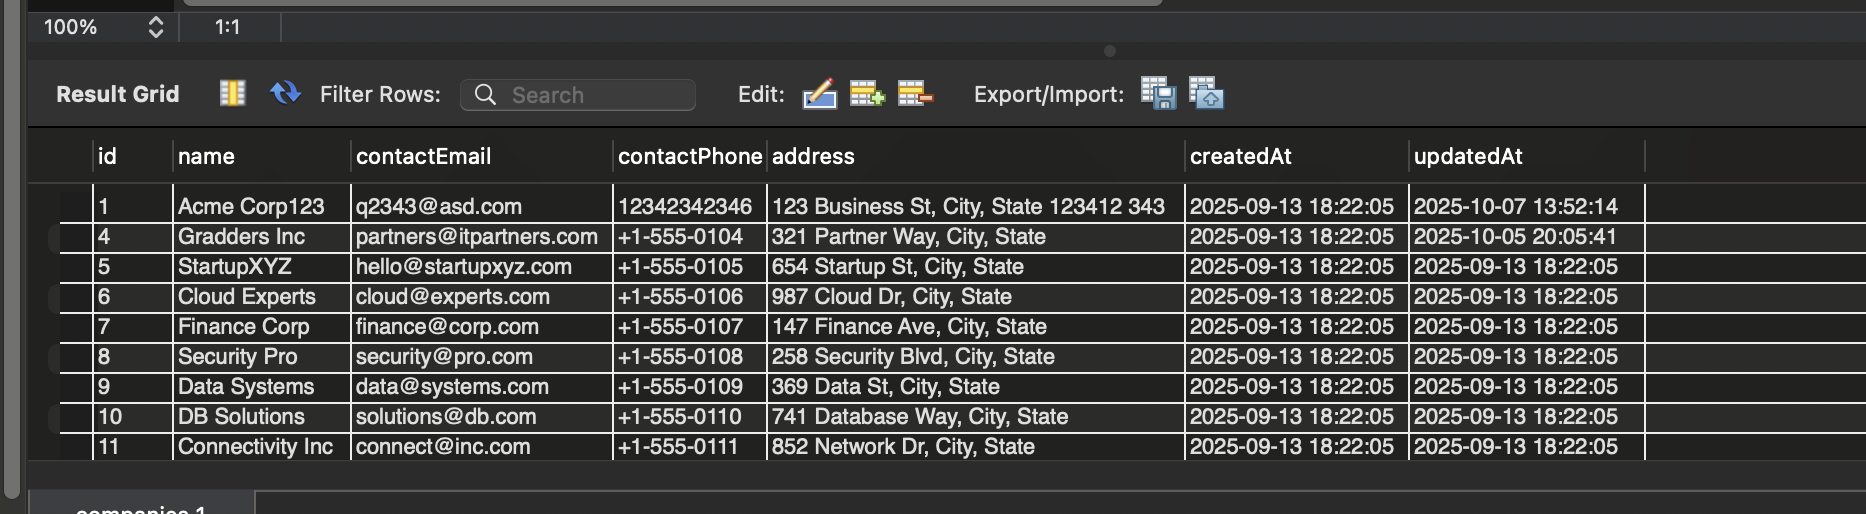 100% 1:1
Result Grid Filter Rows: Search Edit: Export/Import:
id name contactEmail contactPhone address createdAt updatedAt
1 Acme Corp123 q2343@asd.com 12342342346 123 Business St, City, State 123412 343 2025-09-13 18:22:05 2025-10-07 13:52:14
4 Gradders Inc partners@itpartners.com +1-555-0104 321 Partner Way, City, State 2025-09-13 18:22:05 2025-10-05 20:05:41
5 StartupXYZ hello@startupxyz.com +1-555-0105 654 Startup St, City, State 2025-09-13 18:22:05 2025-09-13 18:22:05
6 Cloud Experts cloud@experts.com +1-555-0106 987 Cloud Dr, City, State 2025-09-13 18:22:05 2025-09-13 18:22:05
7 Finance Corp finance@corp.com +1-555-0107 147 Finance Ave, City, State 2025-09-13 18:22:05 2025-09-13 18:22:05
8 Security Pro security@pro.com +1-555-0108 258 Security Blvd, City, State 2025-09-13 18:22:05 2025-09-13 18:22:05
9 Data Systems data@systems.com +1-555-0109 369 Data St, City, State 2025-09-13 18:22:05 2025-09-13 18:22:05
10 DB Solutions solutions@db.com +1-555-0110 741 Database Way, City, State 2025-09-13 18:22:05 2025-09-13 18:22:05
11 Connectivity Inc connect@inc.com +1-555-0111 852 Network Dr, City, State 2025-09-13 18:22:05 2025-09-13 18:22:05
companies 1